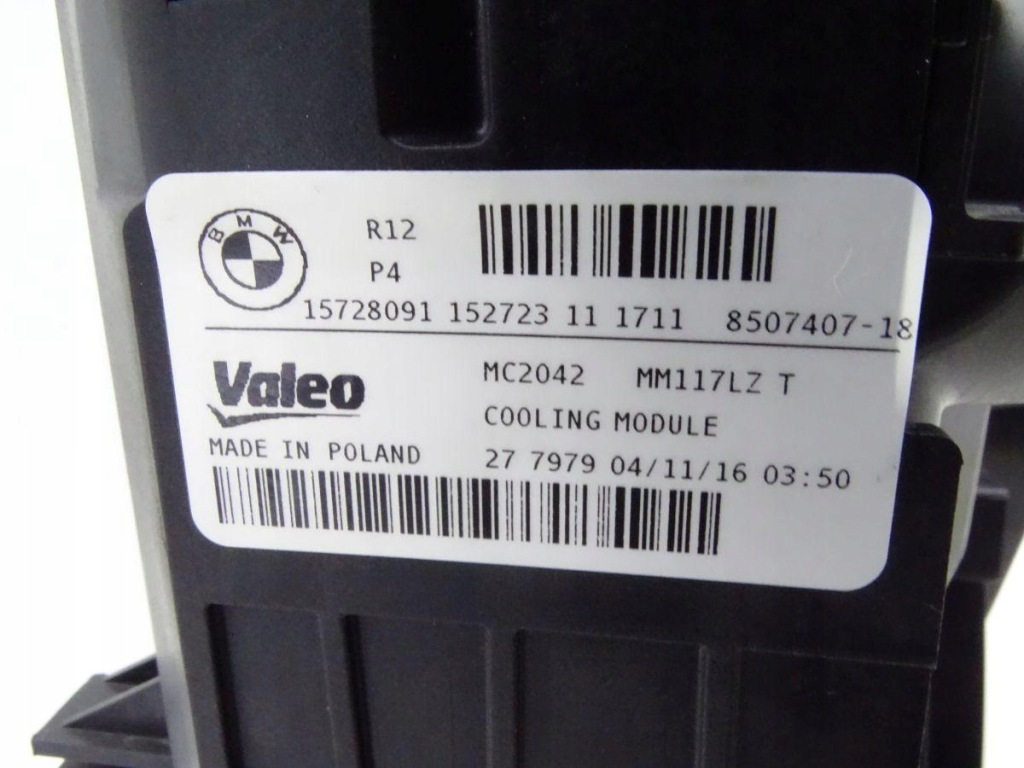 BMW
R12
P4
15728091 152723 11 1711 8507407-18
Valeo
MC2042 MM117LZ T
COOLING MODULE
MADE IN POLAND
27 7979 04/11/16 03:50